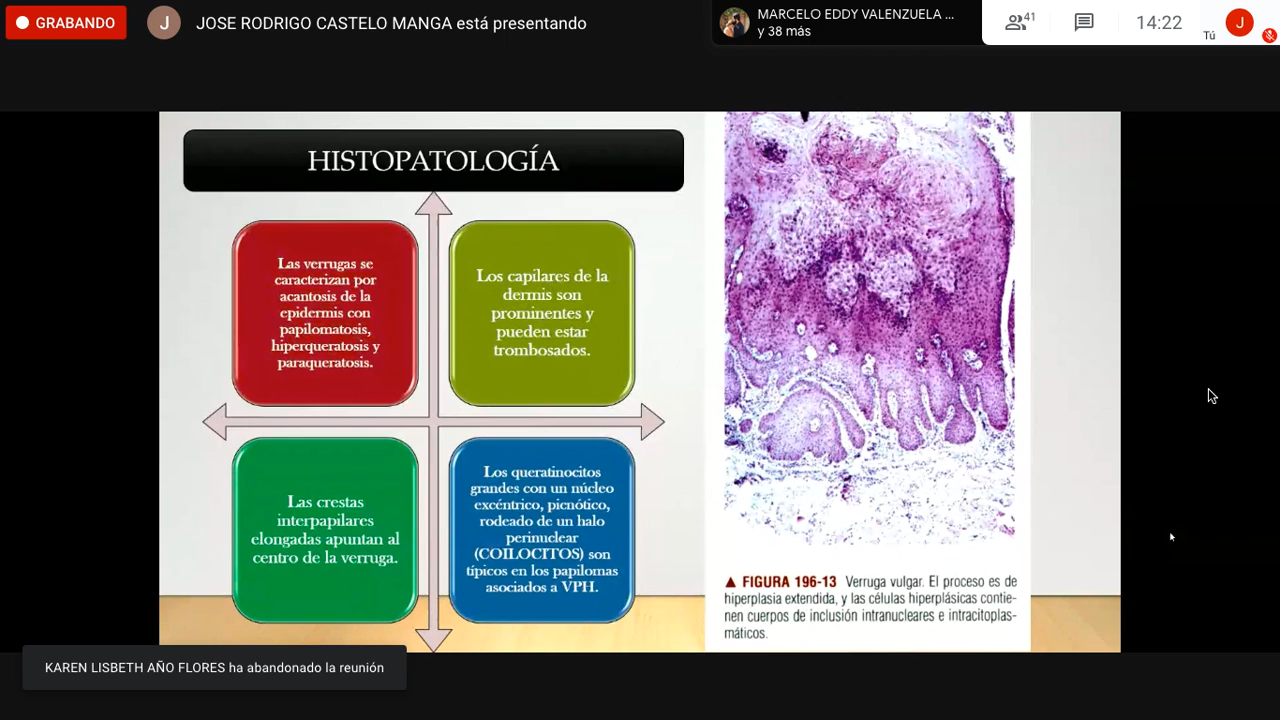 GRABANDO
J
JOSE RODRIGO CASTELO MANGA está presentando
MARCELO EDDY VALENZUELA ...
y 38 más
41
14:22
Tú
J
HISTOPATOLOGÍA
Las verrugas se
caracterizan por
acantosis de la
epidermis con
papilomatosis,
hiperqueratosis y
paraqueratosis.
Los capilares de la
dermis son
prominentes y
pueden estar
trombosados.
Las crestas
interpapilares
elongadas apuntan al
centro de la verruga.
Los queratinocitos
grandes con un núcleo
excéntrico, picnótico,
rodeado de un halo
perinuclear
(COILOCITOS) son
típicos en los papilomas
asociados a VPH.
▲ FIGURA 196-13 Verruga vulgar. El proceso es de
hiperplasia extendida, y las células hiperplásicas contie-
nen cuerpos de inclusión intranucleares e intracitoplas-
máticos.
KAREN LISBETH AÑO FLORES ha abandonado la reunión